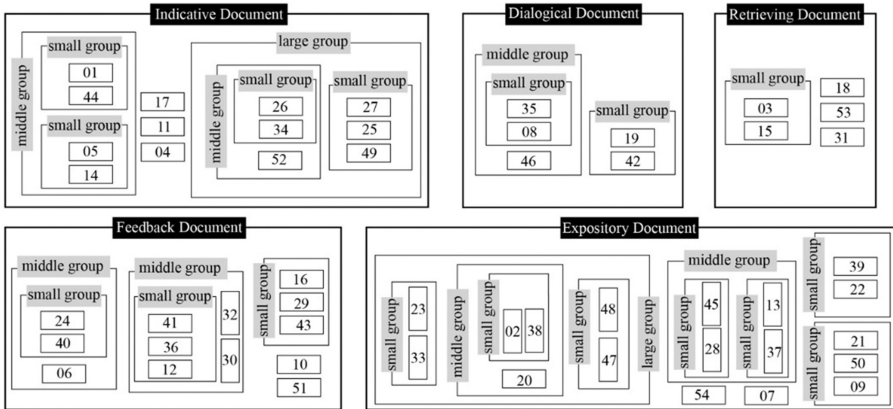 Indicative Document
large group
small group
01
44
middle group
small group
05
14
17
11
04
middle group
small group
26
34
52
small group
27
25
49
Dialogical Document
middle group
small group
35
08
46
small group
19
42
Retrieving Document
small group
03
15
18
53
31
Feedback Document
middle group
small group
24
40
06
middle group
small group
41
36
12
32
30
small group
16
29
43
10
51
Expository Document
small group
23
33
middle group
small group
02
38
20
small group
48
47
large group
middle group
small group
45
28
small group
13
37
54
07
small group
39
22
small group
21
50
09